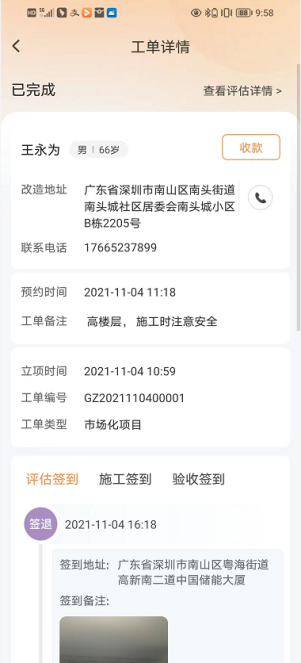 9:58
工单详情
已完成
查看评估详情 >
王永为 男 | 66岁
收款
改造地址 广东省深圳市南山区南头街道
南头城社区居委会南头城小区
B栋2205号
联系电话 17665237899
预约时间 2021-11-04 11:18
工单备注 高楼层，施工时注意安全
立项时间 2021-11-04 10:59
工单编号 GZ2021110400001
工单类型 市场化项目
评估签到 施工签到 验收签到
签退 2021-11-04 16:18
签到地址: 广东省深圳市南山区粤海街道
高新南二道中国储能大厦
签到备注: